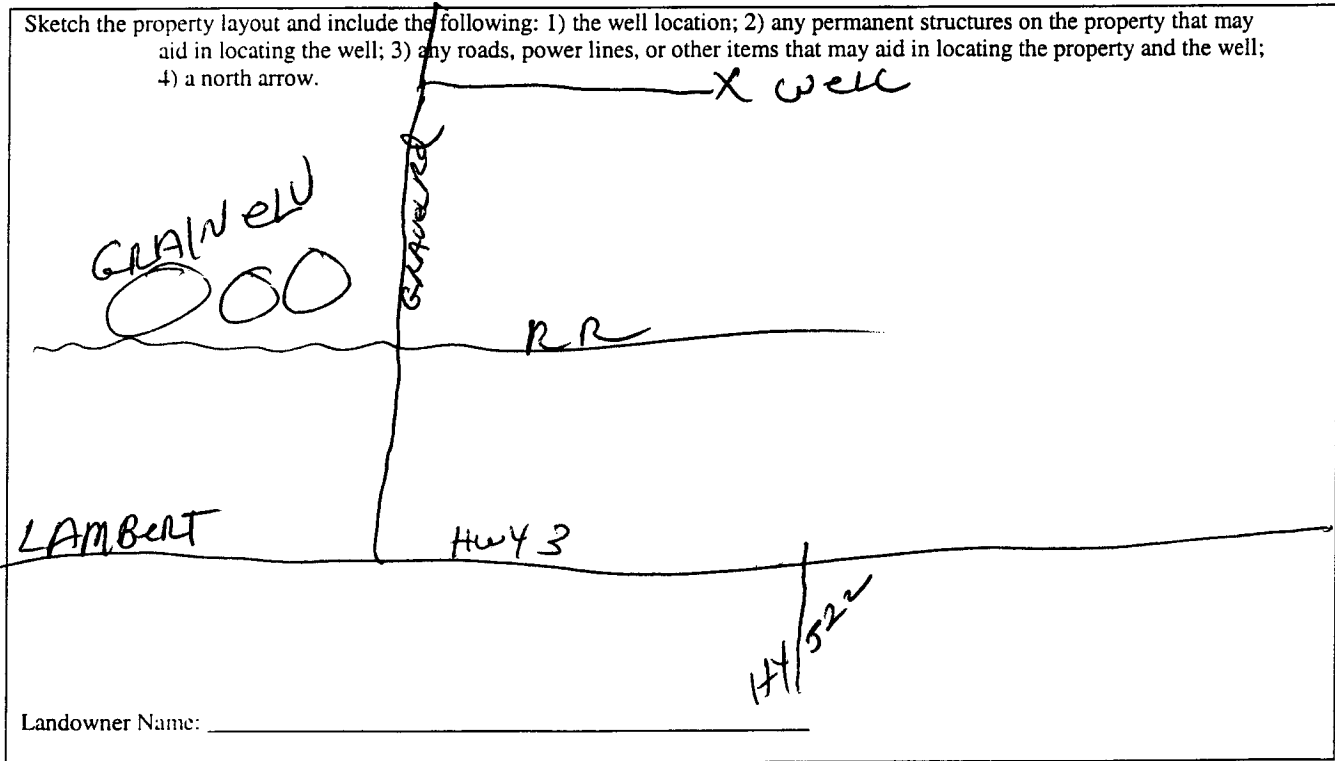 Sketch the property layout and include the following: 1) the well location; 2) any permanent structures on the property that may
aid in locating the well; 3) any roads, power lines, or other items that may aid in locating the property and the well;
4) a north arrow.
X well
GRAVEL Rd
GRAIN elV
RR
LAMBERT
Hwy 3
HY 522
Landowner Name: